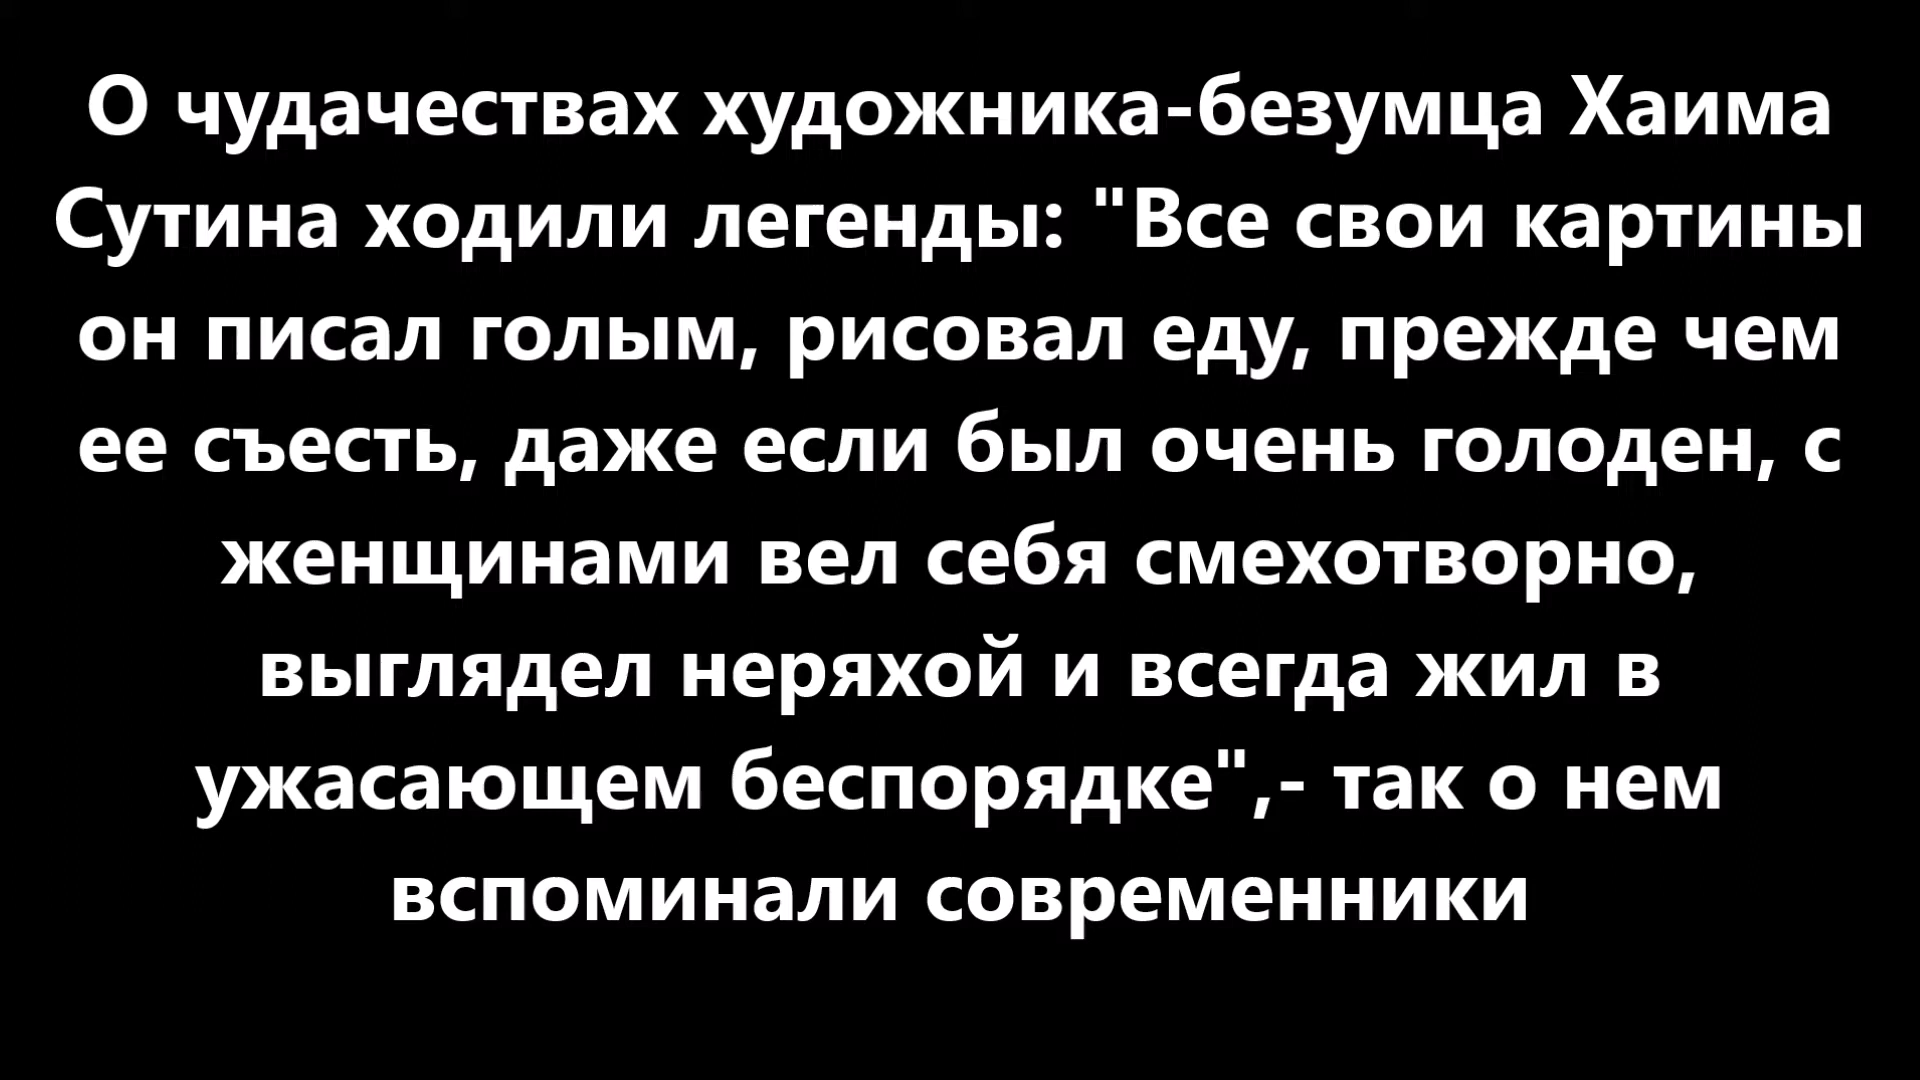 О чудачествах художника-безумца Хаима
Сутина ходили легенды: "Все свои картины
он писал голым, рисовал еду, прежде чем
ее съесть, даже если был очень голоден, с
женщинами вел себя смехотворно,
выглядел неряхой и всегда жил в
ужасающем беспорядке",- так о нем
вспоминали современники